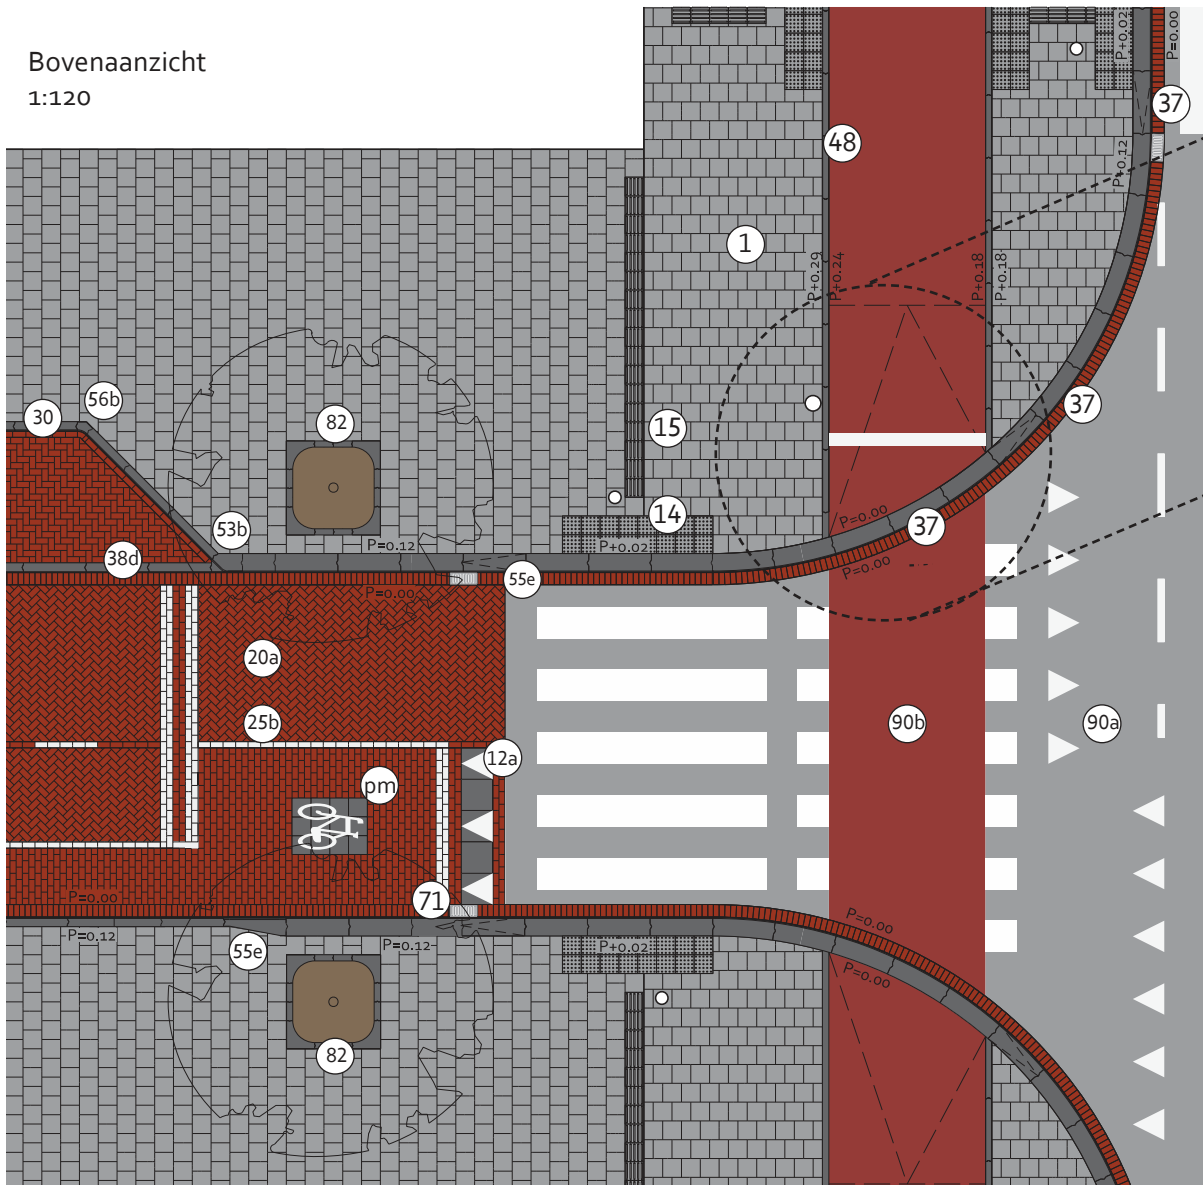 Bovenaanzicht
1:120
P+0.02
P=0.00
37
48
P+0.12
1
P+0.29
P+0.24
P+0.18
P+0.18
56b
30
82
15
37
14
53b
P=0.12
P+0.02
P=0.00
37
38d
55e
P=0.00
P=0.00
20a
25b
90b
90a
12a
pm
71
P=0.00
P=0.12
55e
P=0.12
P+0.02
P=0.00
P=0.00
82